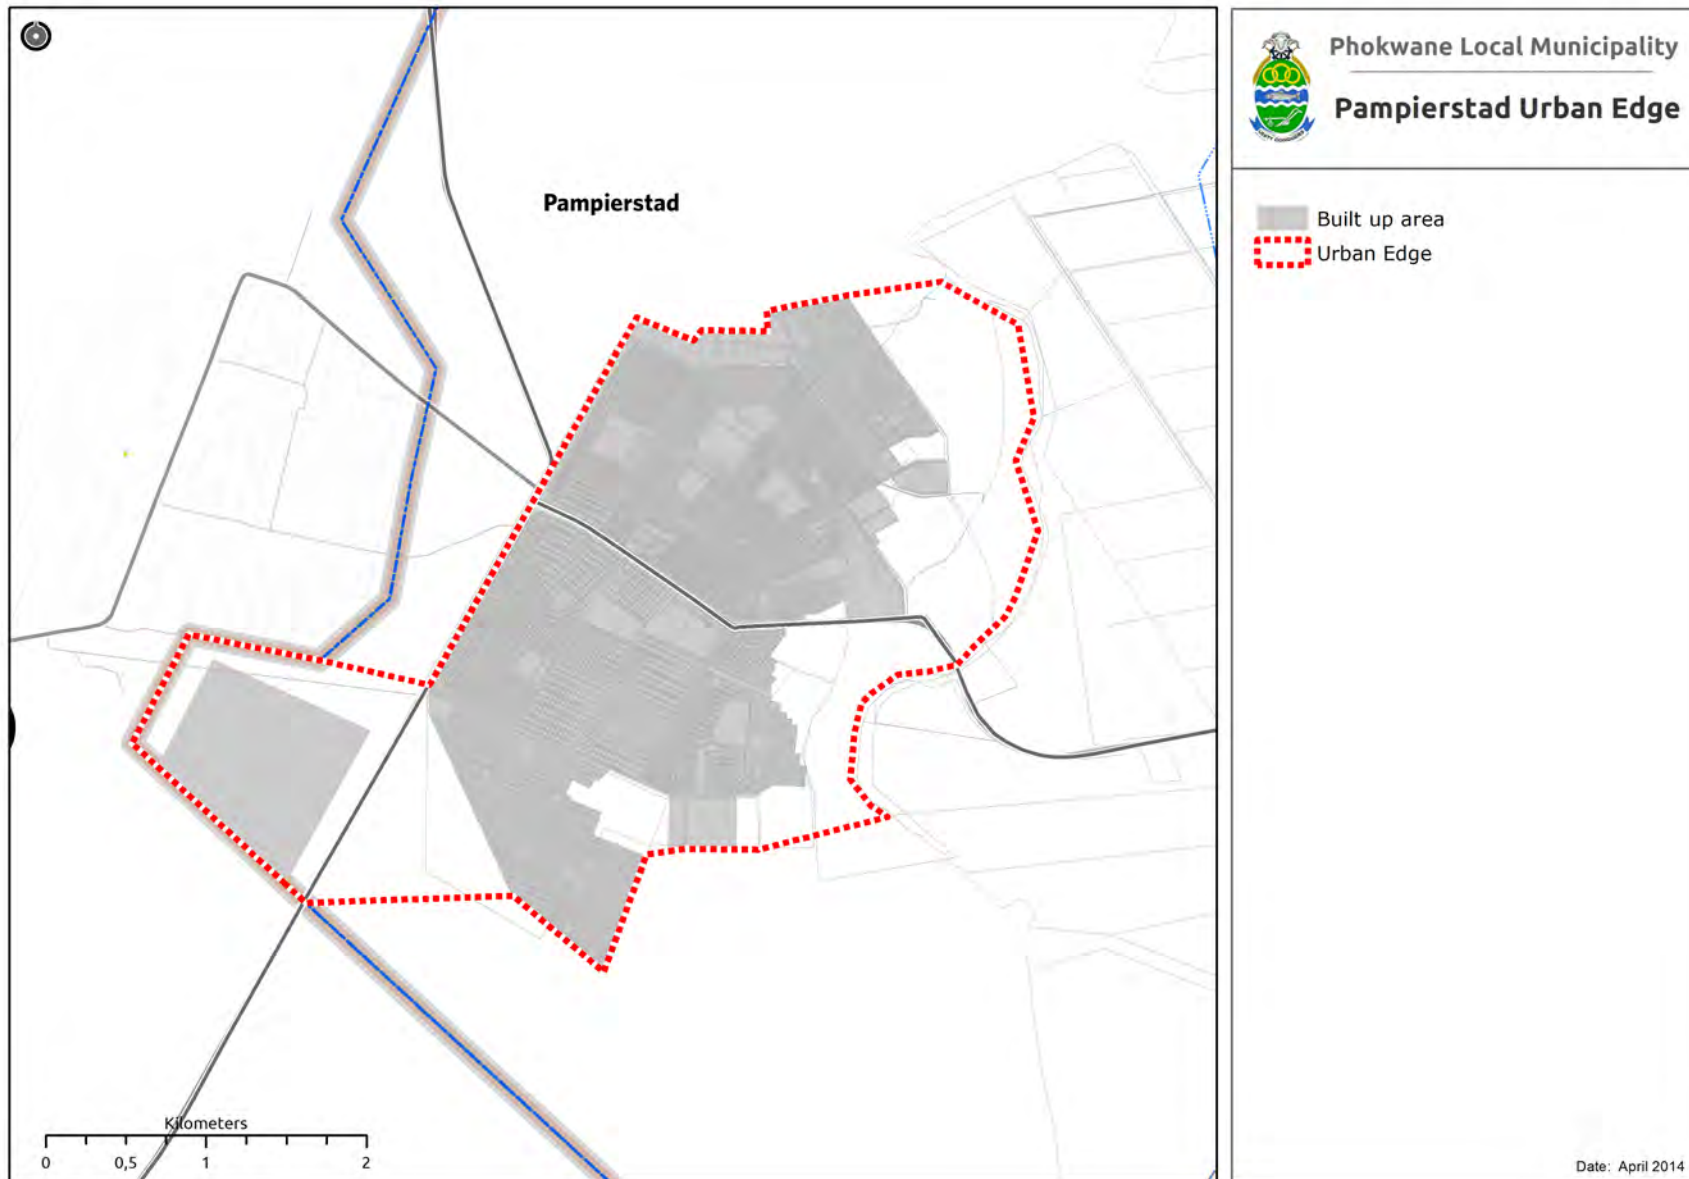 Phokwane Local Municipality
Pampierstad Urban Edge
Pampierstad
Built up area
Urban Edge
Kilometers
0 0,5 1 2
Date: April 2014